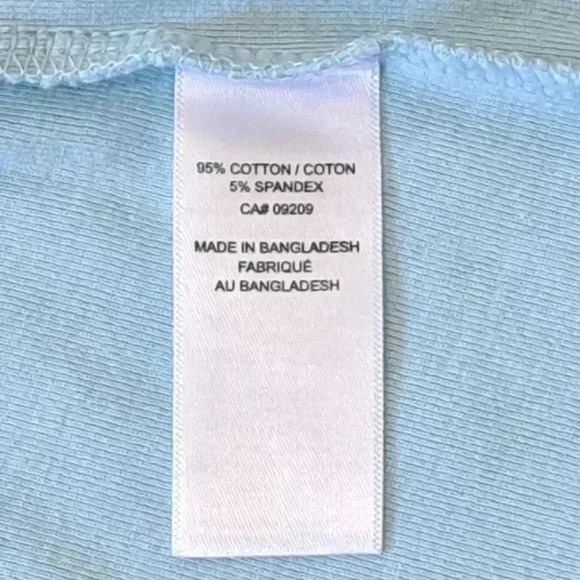 95% COTTON / COTON
5% SPANDEX
CA# 09209
MADE IN BANGLADESH
FABRIQUÉ
AU BANGLADESH